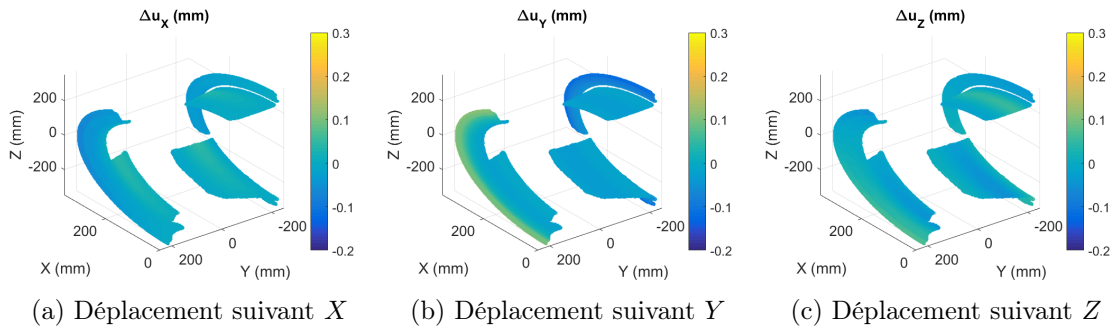 Δu_X (mm)
0.3
0.2
0.1
0
-0.1
-0.2
200
0
-200
Z (mm)
200
0
X (mm)
200
0
-200
Y (mm)
Δu_Y (mm)
0.3
0.2
0.1
0
-0.1
-0.2
200
0
-200
Z (mm)
200
0
X (mm)
200
0
-200
Y (mm)
Δu_Z (mm)
0.3
0.2
0.1
0
-0.1
-0.2
200
0
-200
Z (mm)
200
0
X (mm)
200
0
-200
Y (mm)
(a) Déplacement suivant X
(b) Déplacement suivant Y
(c) Déplacement suivant Z